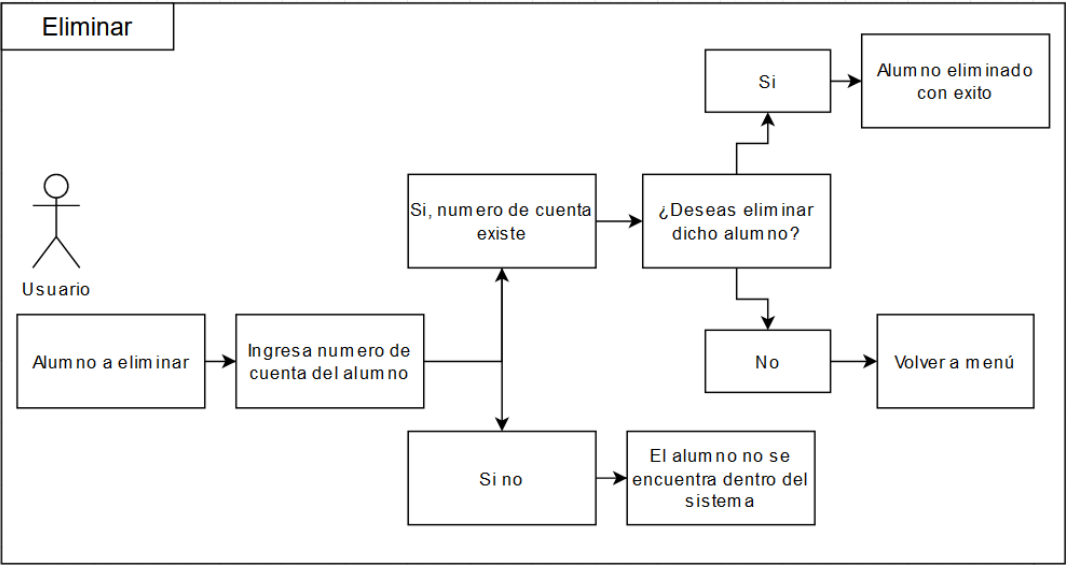 Eliminar
Usuario
Alumno a eliminar
Ingresa numero de
cuenta del alumno
Si, numero de cuenta
existe
¿Deseas eliminar
dicho alumno?
Si
Alumno eliminado
con exito
No
Volver a menú
Si no
El alumno no se
encuentra dentro del
sistema